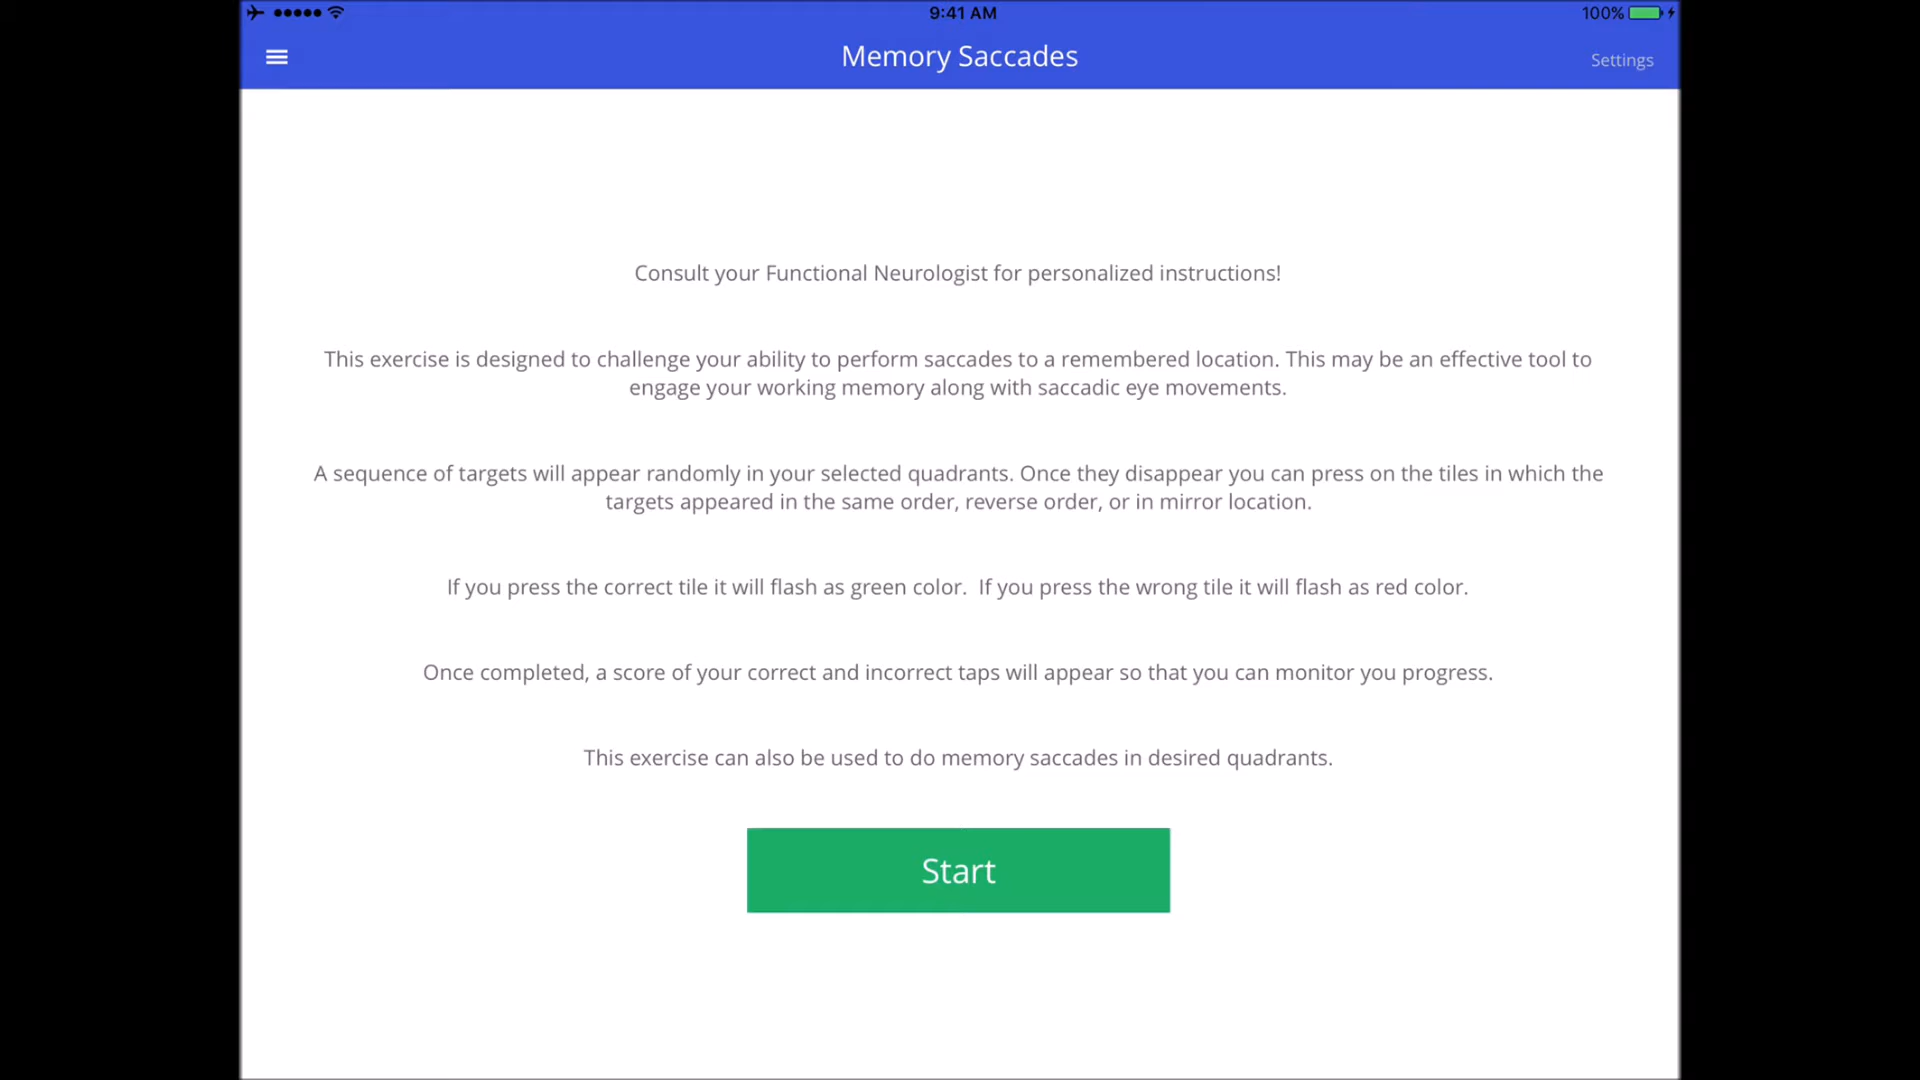 9:41 AM
100%
Memory Saccades
Settings
Consult your Functional Neurologist for personalized instructions!
This exercise is designed to challenge your ability to perform saccades to a remembered location. This may be an effective tool to
engage your working memory along with saccadic eye movements.
A sequence of targets will appear randomly in your selected quadrants. Once they disappear you can press on the tiles in which the
targets appeared in the same order, reverse order, or in mirror location.
If you press the correct tile it will flash as green color.  If you press the wrong tile it will flash as red color.
Once completed, a score of your correct and incorrect taps will appear so that you can monitor you progress.
This exercise can also be used to do memory saccades in desired quadrants.
Start